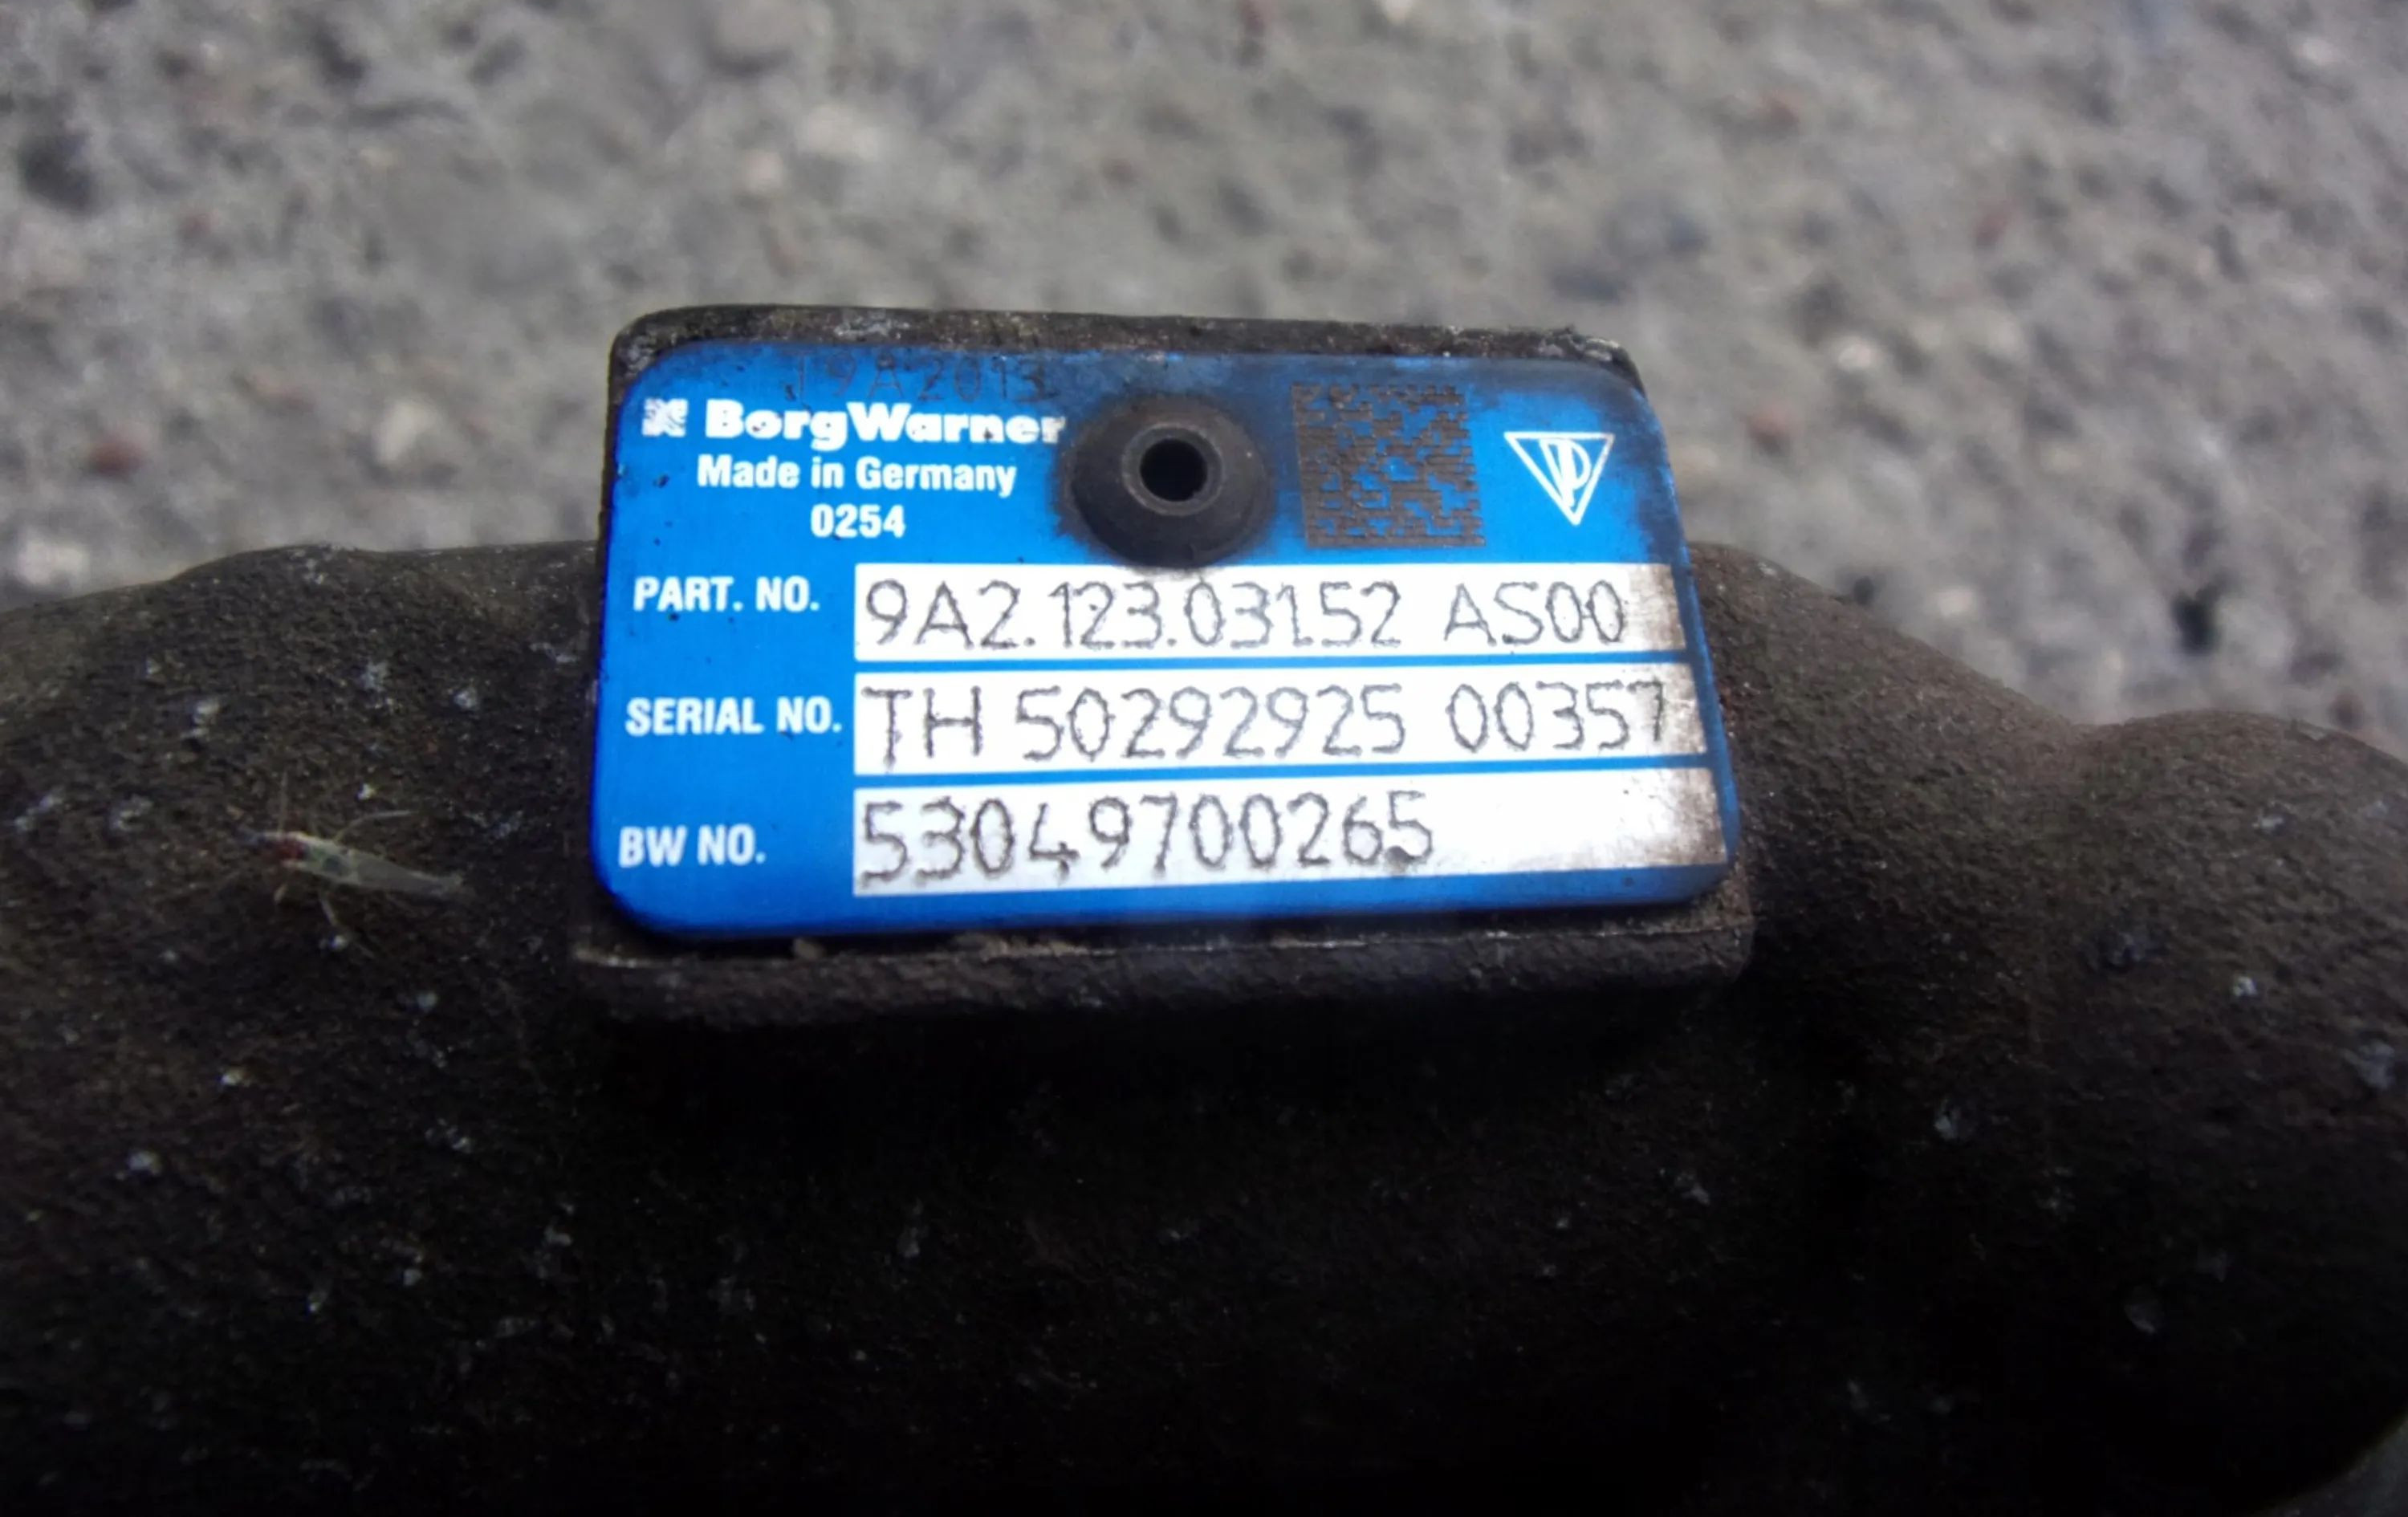 19A2013
BorgWarner
Made in Germany
0254
PART. NO. 9A2.123.031.52 AS00
SERIAL NO. TH 50292925 00357
BW NO. 53049700265